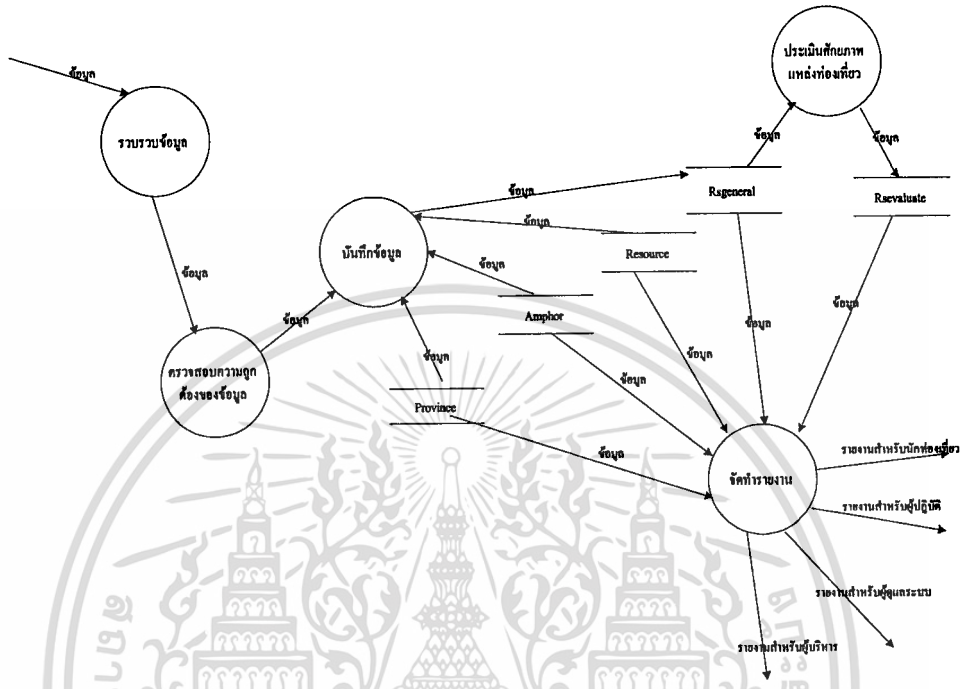 ประเมินศักยภาพ
แหล่งท่องเที่ยว
ข้อมูล
ข้อมูล
รวบรวบข้อมูล
ข้อมูล
ข้อมูล
ข้อมูล
Rsgeneral
Rsevaluate
ข้อมูล
บันทึกข้อมูล
Resource
ข้อมูล
ข้อมูล
ข้อมูล
Amphor
ข้อมูล
ข้อมูล
ข้อมูล
ข้อมูล
ตรวจสอบความถูก
ต้องของข้อมูล
ข้อมูล
Province
ข้อมูล
รายงานสำหรับนักท่องเที่ยว
จัดทำรายงาน
รายงานสำหรับผู้ปฏิบัติ
รายงานสำหรับผู้ดูแลระบบ
รายงานสำหรับผู้บริหาร